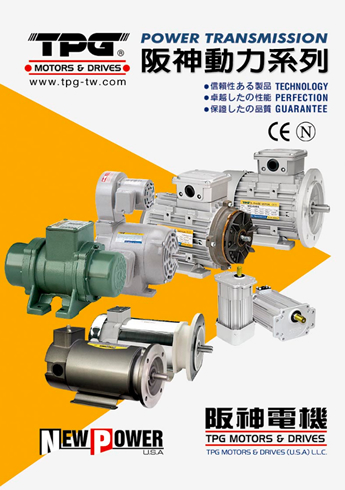 TPG®
• MOTORS & DRIVES •
www.tpg-tw.com
POWER TRANSMISSION
阪神動力系列
●信頼性ある製品 TECHNOLOGY
●卓越したの性能 PERFECTION
●保證したの品質 GUARANTEE
CE N
NEWPOWER
U.S.A
阪神電機
TPG MOTORS & DRIVES
TPG MOTORS & DRIVES (U.S.A) L.L.C.